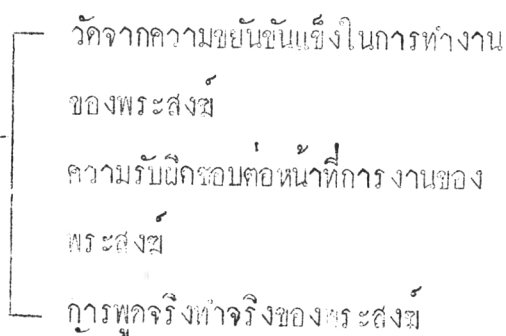 วัดจากความขยันขันแข็งในการทำงาน
ของพระสงฆ์
ความรับผิดชอบต่อหน้าที่การงานของ
พระสงฆ์
การพูดจริงทำจริงของพระสงฆ์